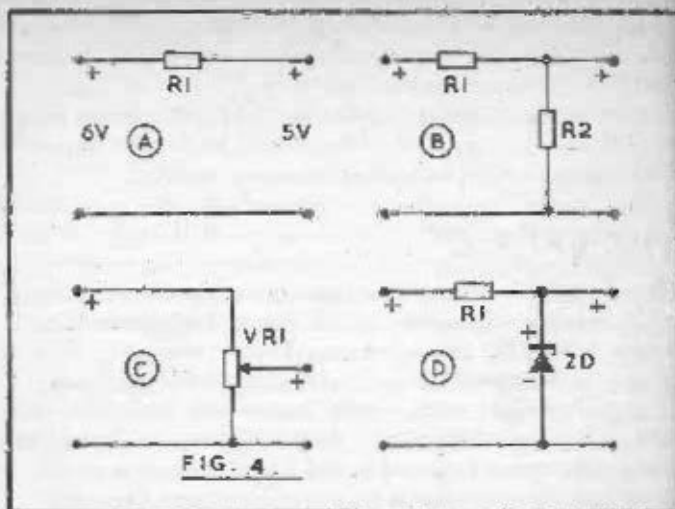 + R1 + + R1 +
6V A 5V B R2
+ VR1 + R1 +
C + D + ZD
-
FIG. 4